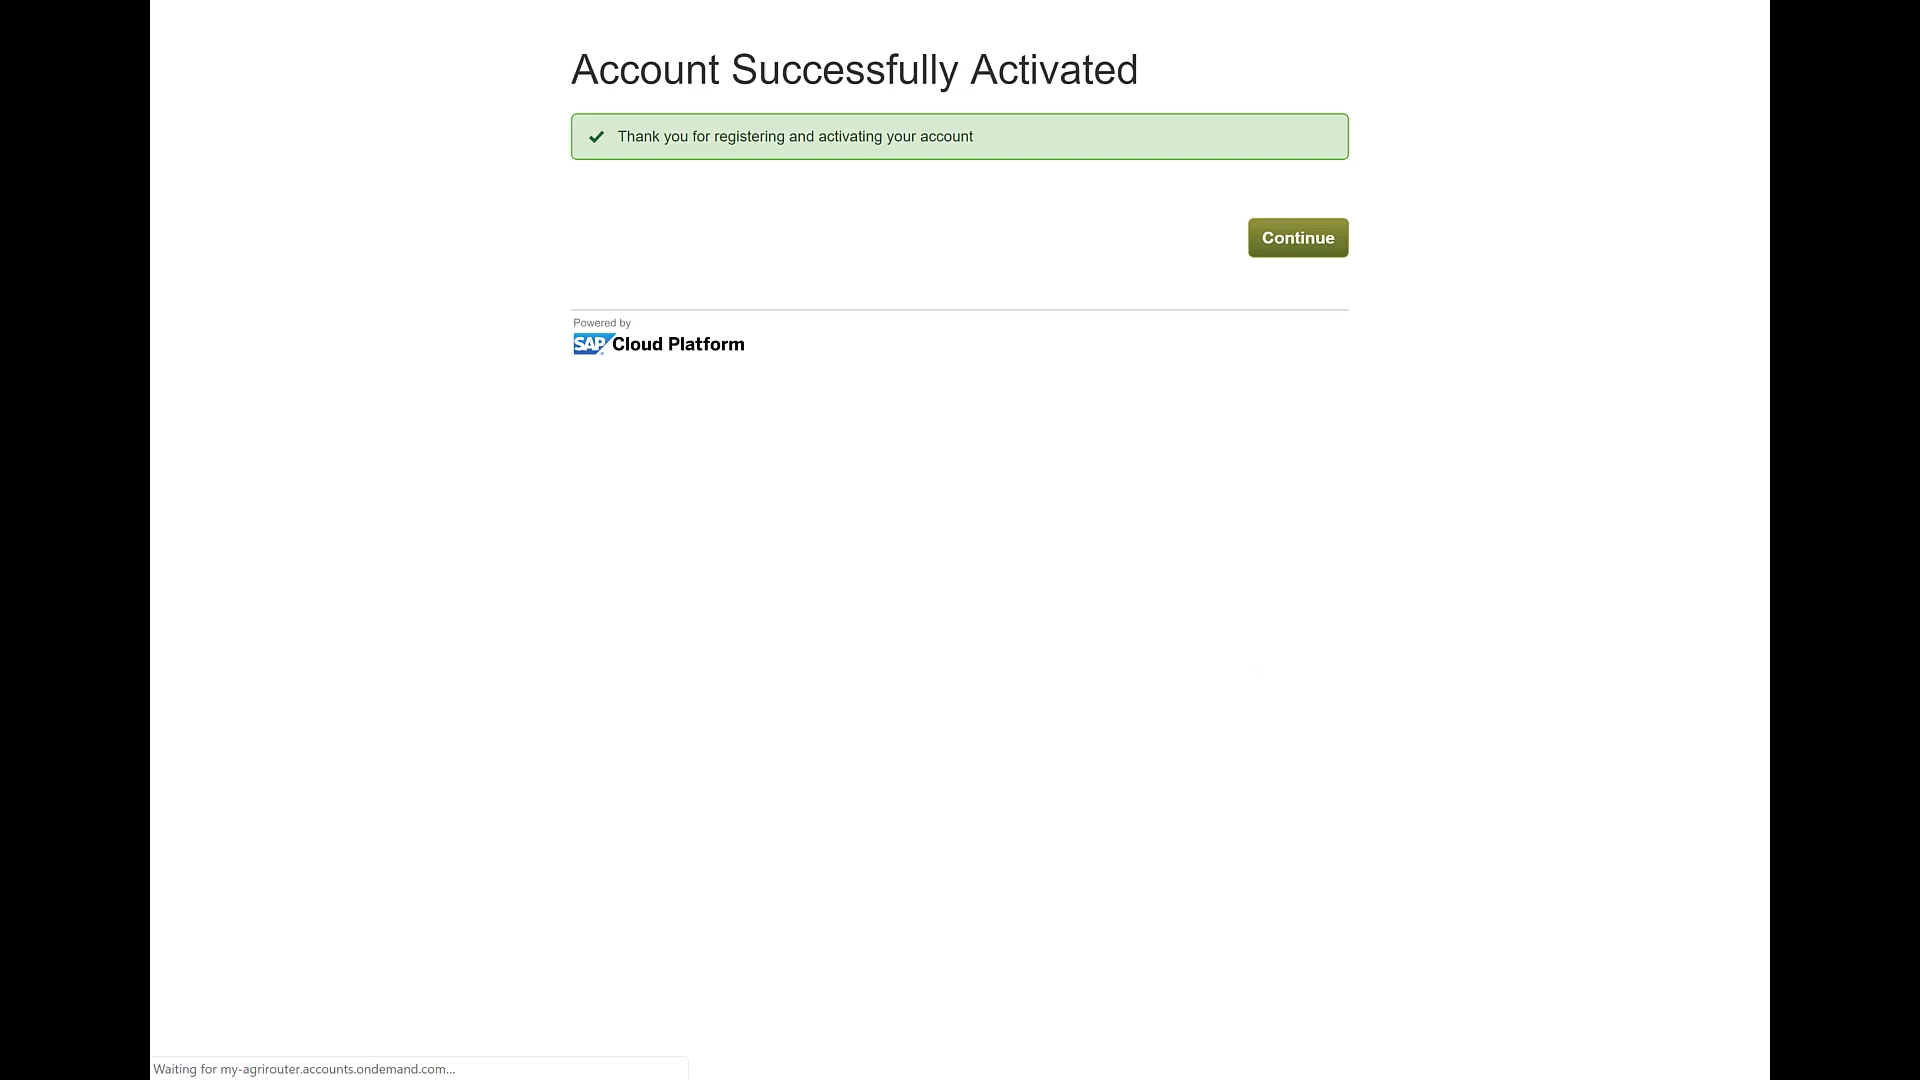 Account Successfully Activated
Thank you for registering and activating your account
Continue
Powered by
SAP Cloud Platform
Waiting for my-agrirouter.accounts.ondemand.com...